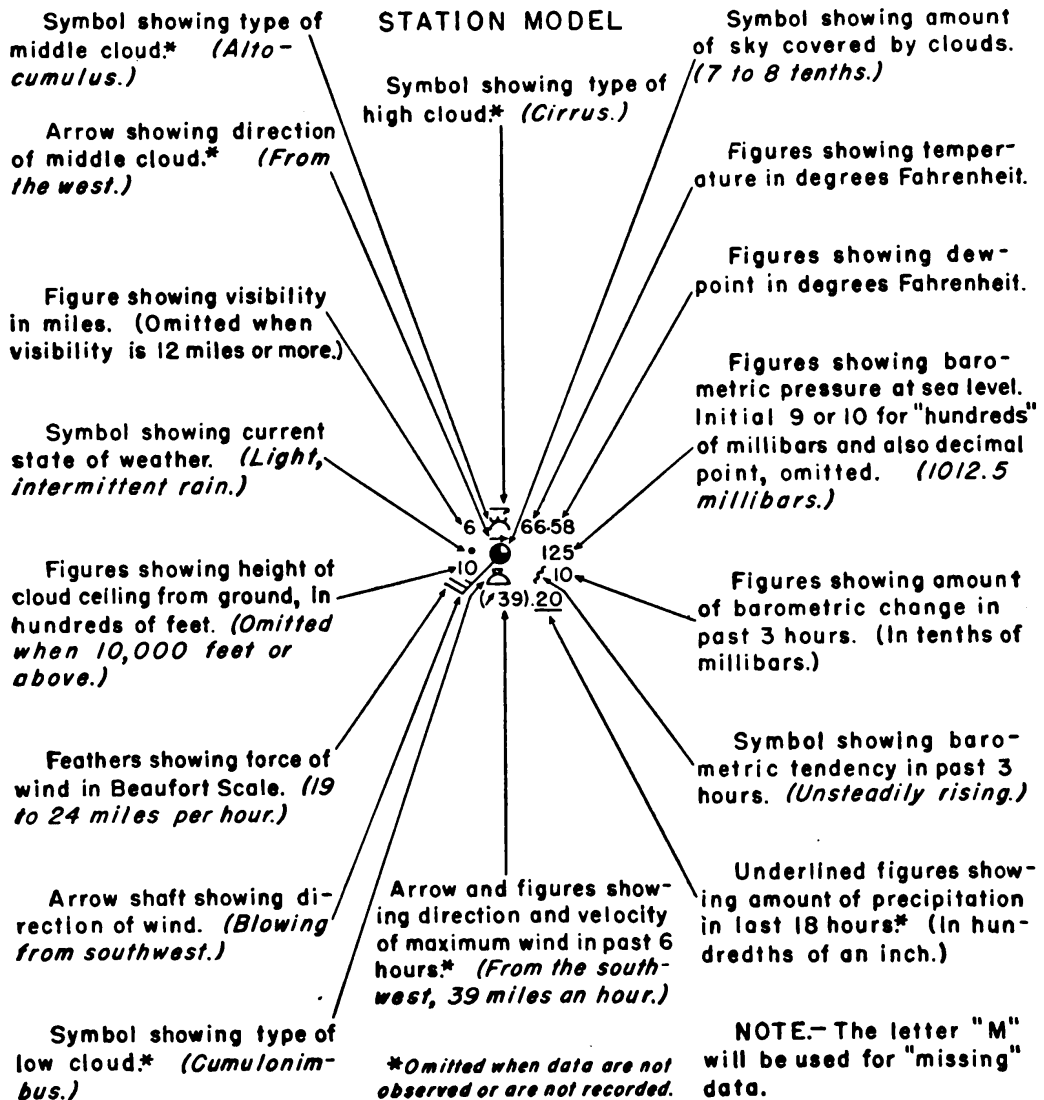 STATION MODEL
Symbol showing type of
middle cloud.* (Alto-
cumulus.)
Arrow showing direction
of middle cloud.* (From
the west.)
Figure showing visibility
in miles. (Omitted when
visibility is 12 miles or more.)
Symbol showing current
state of weather. (Light,
intermittent rain.)
Figures showing height of
cloud ceiling from ground, in
hundreds of feet. (Omitted
when 10,000 feet or
above.)
Feathers showing force of
wind in Beaufort Scale. (19
to 24 miles per hour.)
Arrow shaft showing di-
rection of wind. (Blowing
from southwest.)
Symbol showing type of
low cloud.* (Cumulonim-
bus.)
Symbol showing type of
high cloud.* (Cirrus.)
6 66.58
125
10 10
(39).20
Arrow and figures show-
ing direction and velocity
of maximum wind in past 6
hours.* (From the south-
west, 39 miles an hour.)
*Omitted when data are not
observed or are not recorded.
Symbol showing amount
of sky covered by clouds.
(7 to 8 tenths.)
Figures showing temper-
ature in degrees Fahrenheit.
Figures showing dew-
point in degrees Fahrenheit.
Figures showing baro-
metric pressure at sea level.
Initial 9 or 10 for "hundreds"
of millibars and also decimal
point, omitted. (1012.5
millibars.)
Figures showing amount
of barometric change in
past 3 hours. (In tenths of
millibars.)
Symbol showing baro-
metric tendency in past 3
hours. (Unsteadily rising.)
Underlined figures show-
ing amount of precipitation
in last 18 hours.* (In hun-
dredths of an inch.)
NOTE.— The letter "M"
will be used for "missing"
data.